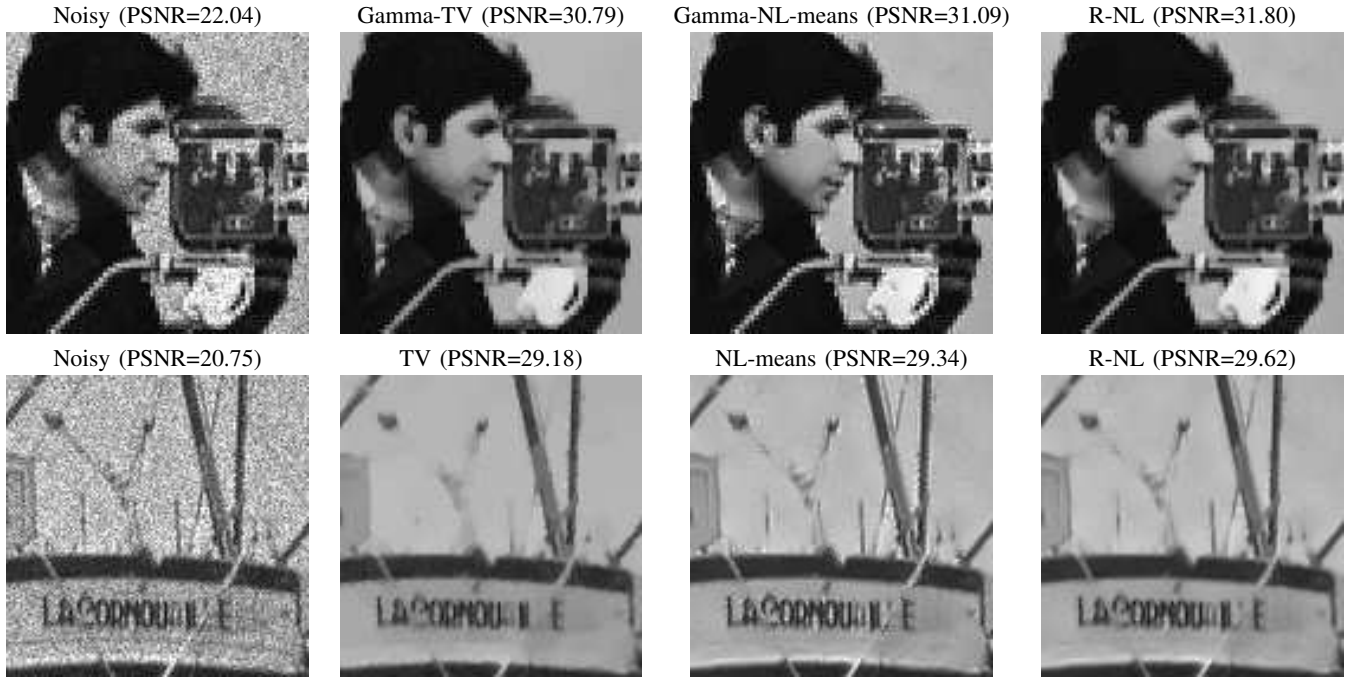 Noisy (PSNR=22.04) Gamma-TV (PSNR=30.79) Gamma-NL-means (PSNR=31.09) R-NL (PSNR=31.80)
Noisy (PSNR=20.75) TV (PSNR=29.18) NL-means (PSNR=29.34) R-NL (PSNR=29.62)